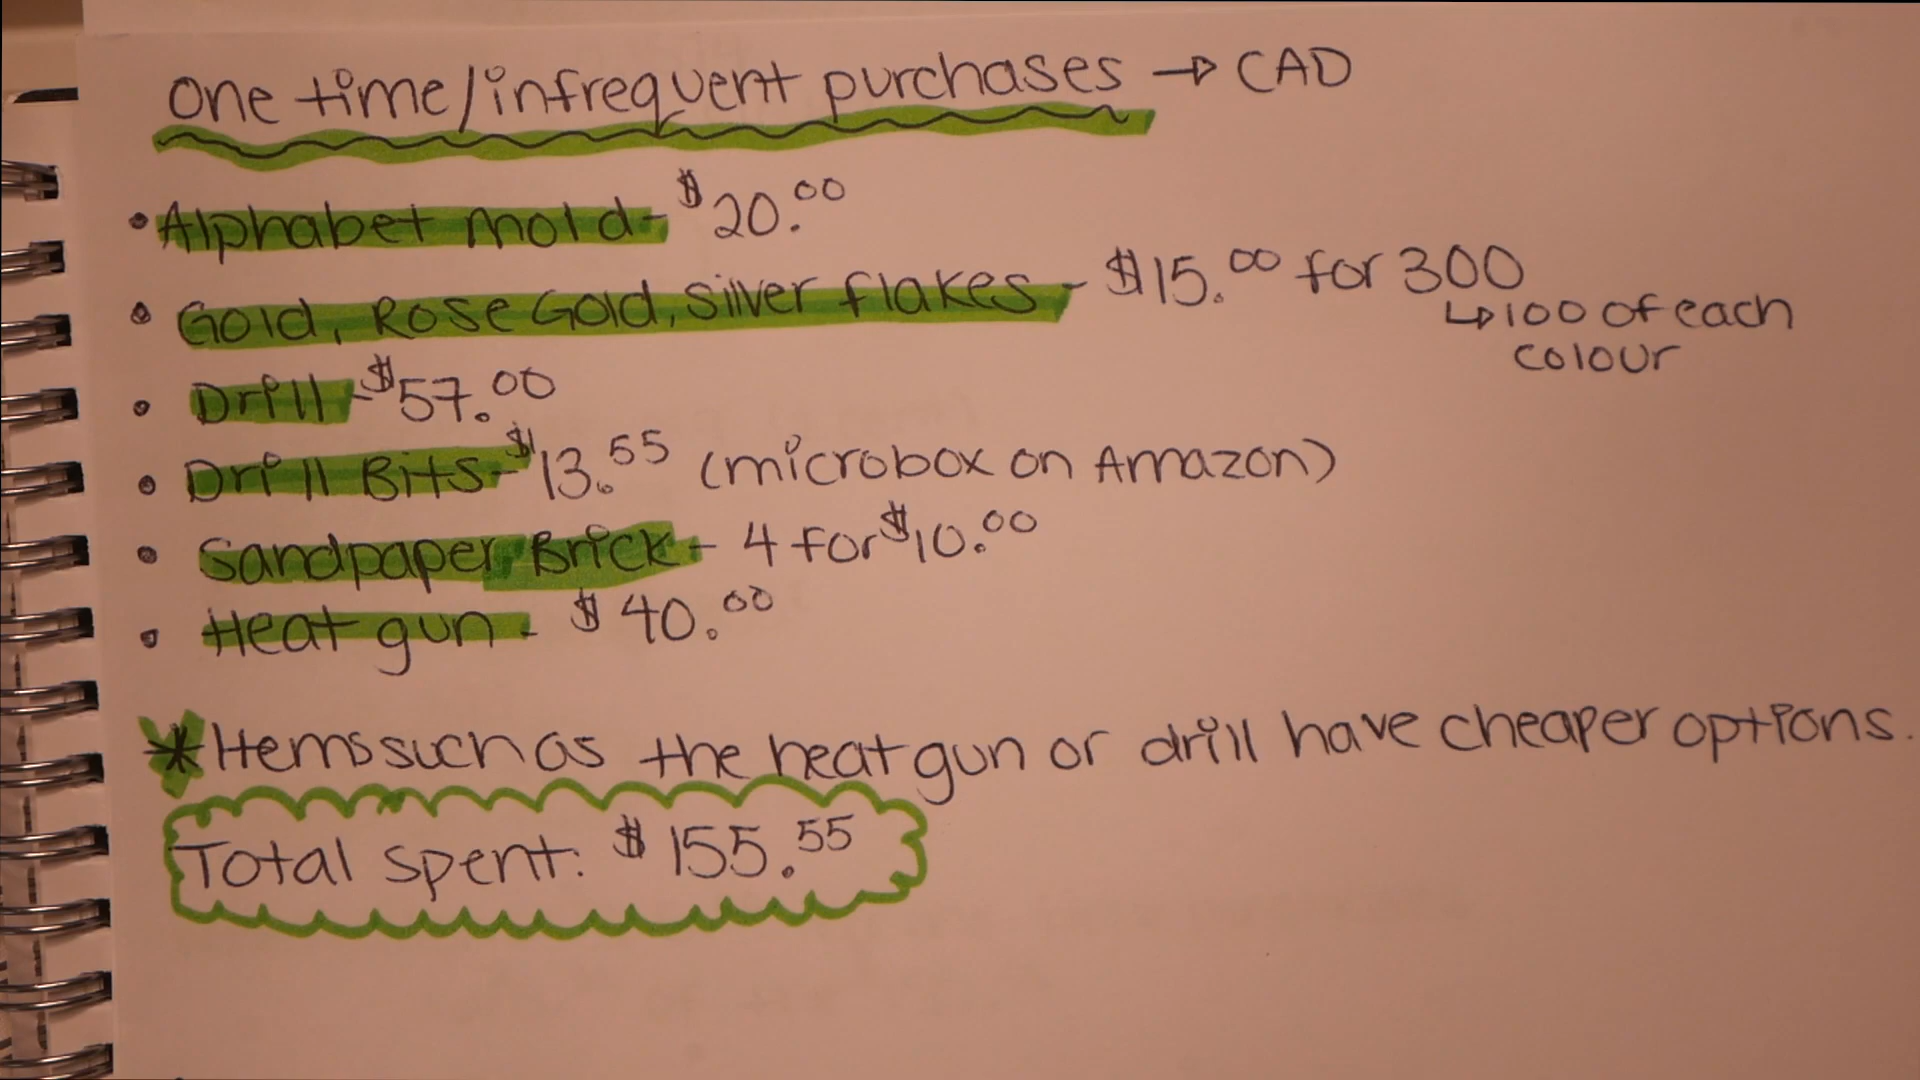 One time/infrequent purchases → CAD
• Alphabet mold - $20.00
• Gold, Rose Gold, Silver flakes - $15.00 for 300
↳ 100 of each
colour
• Drill - $57.00
• Drill Bits - $13.55 (microbox on Amazon)
• Sandpaper Brick - 4 for $10.00
• Heat gun - $40.00
* Items such as the heat gun or drill have cheaper options.
Total spent: $155.55